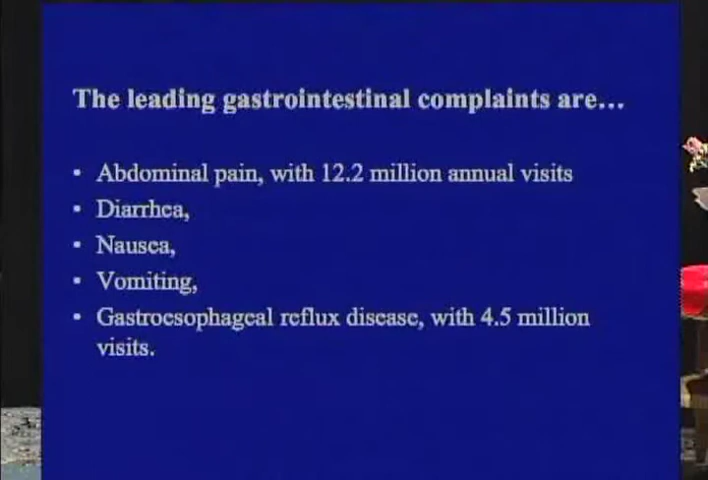 The leading gastrointestinal complaints are...
• Abdominal pain, with 12.2 million annual visits
• Diarrhea,
• Nausea,
• Vomiting,
• Gastroesophageal reflux disease, with 4.5 million
visits.